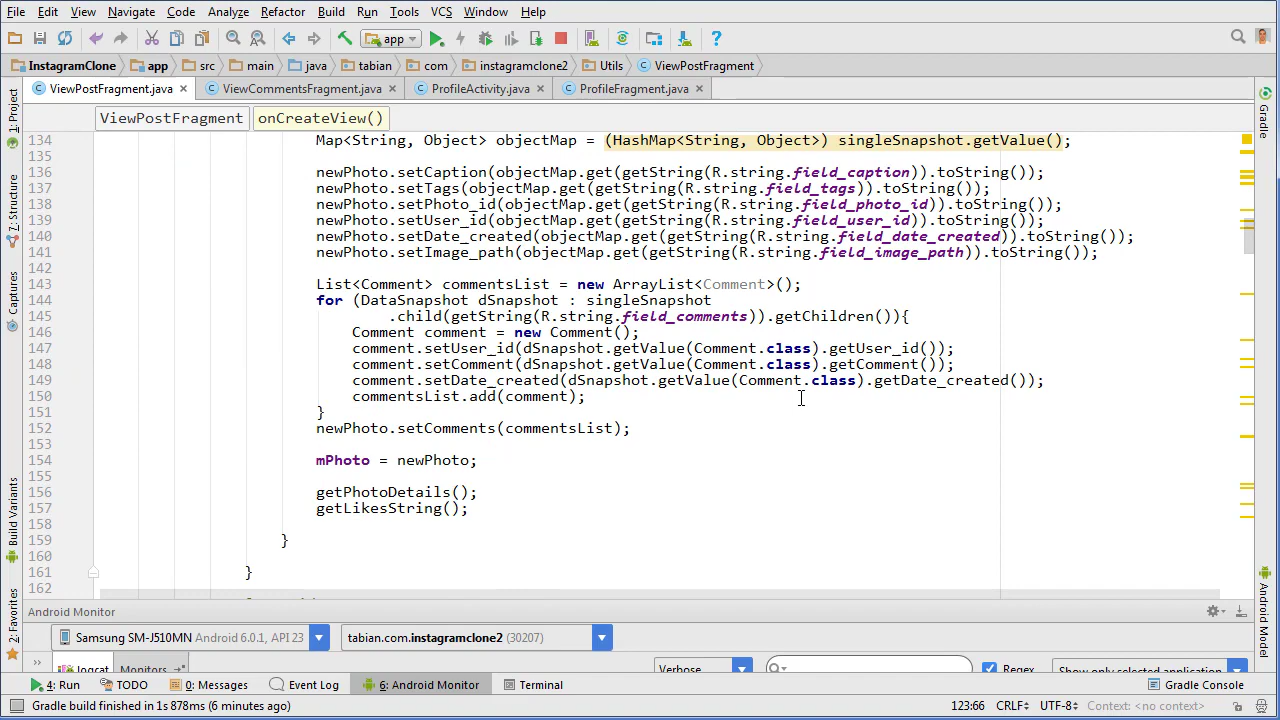 File Edit View Navigate Code Analyze Refactor Build Run Tools VCS Window Help
app
InstagramClone app src main java tabian com instagramclone2 Utils ViewPostFragment
ViewPostFragment.java ViewCommentsFragment.java ProfileActivity.java ProfileFragment.java
ViewPostFragment onCreateView()
134 Map<String, Object> objectMap = (HashMap<String, Object>) singleSnapshot.getValue();
135
136 newPhoto.setCaption(objectMap.get(getString(R.string.field_caption)).toString());
137 newPhoto.setTags(objectMap.get(getString(R.string.field_tags)).toString());
138 newPhoto.setPhoto_id(objectMap.get(getString(R.string.field_photo_id)).toString());
139 newPhoto.setUser_id(objectMap.get(getString(R.string.field_user_id)).toString());
140 newPhoto.setDate_created(objectMap.get(getString(R.string.field_date_created)).toString());
141 newPhoto.setImage_path(objectMap.get(getString(R.string.field_image_path)).toString());
142
143 List<Comment> commentsList = new ArrayList<Comment>();
144 for (DataSnapshot dSnapshot : singleSnapshot
145 .child(getString(R.string.field_comments)).getChildren()){
146 Comment comment = new Comment();
147 comment.setUser_id(dSnapshot.getValue(Comment.class).getUser_id());
148 comment.setComment(dSnapshot.getValue(Comment.class).getComment());
149 comment.setDate_created(dSnapshot.getValue(Comment.class).getDate_created());
150 commentsList.add(comment);
151 }
152 newPhoto.setComments(commentsList);
153
154 mPhoto = newPhoto;
155
156 getPhotoDetails();
157 getLikesString();
158
159 }
160
161 }
162
1: Project
7: Structure
Captures
Build Variants
2: Favorites
Gradle
Android Model
Android Monitor
Samsung SM-J510MN Android 6.0.1, API 23 tabian.com.instagramclone2 (30207)
logcat Monitors Verbose Regex Show only selected application
4: Run TODO 0: Messages Event Log 6: Android Monitor Terminal Gradle Console
Gradle build finished in 1s 878ms (6 minutes ago) 123:66 CRLF UTF-8 Context: <no context>